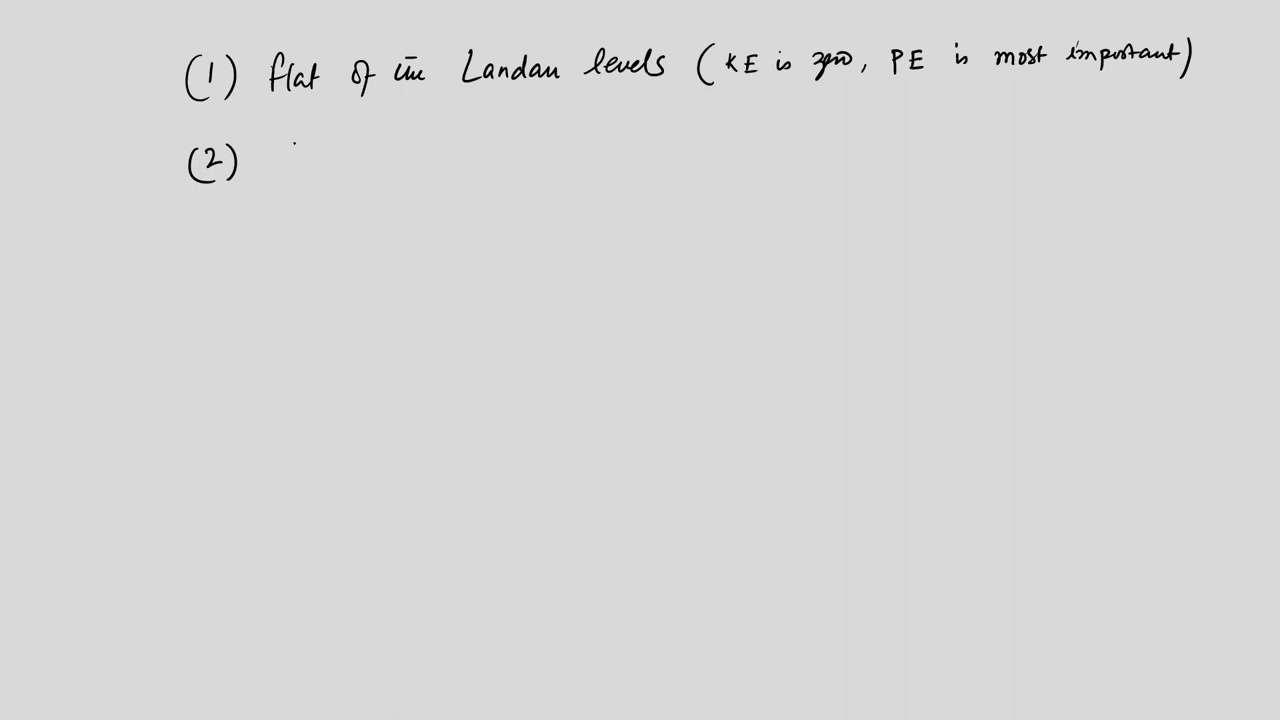 (1) flat of the Landau levels (KE is zero, PE is most important)
(2)